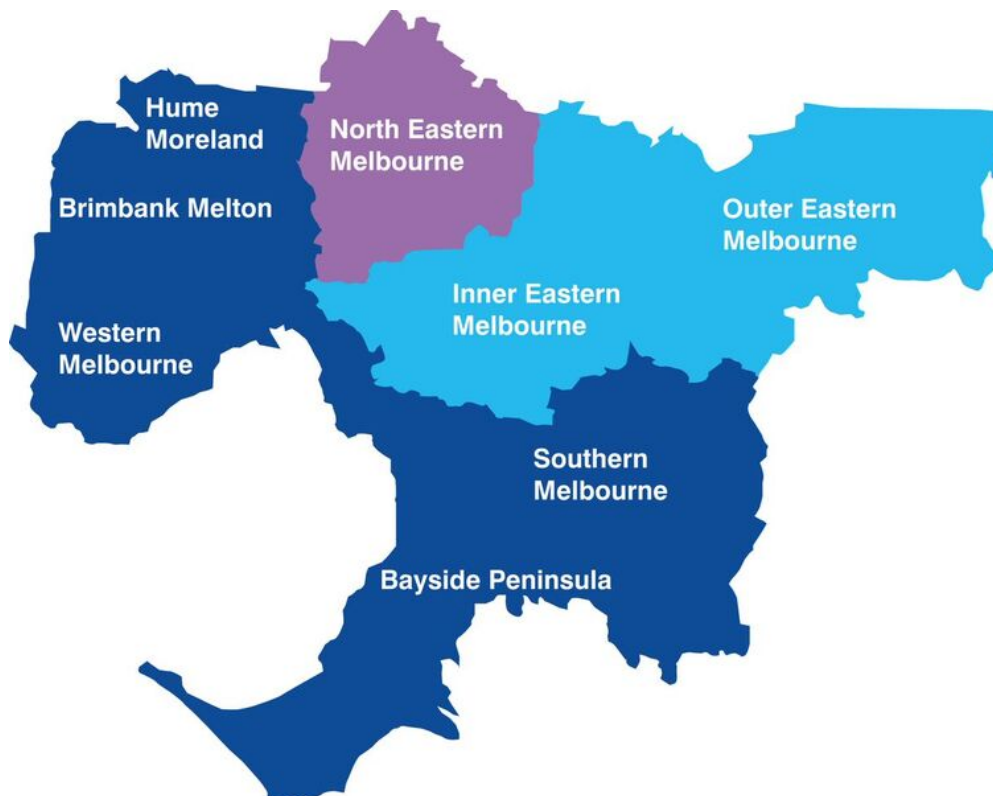 Hume
Moreland
North Eastern
Melbourne
Brimbank Melton
Outer Eastern
Melbourne
Inner Eastern
Melbourne
Western
Melbourne
Southern
Melbourne
Bayside Peninsula